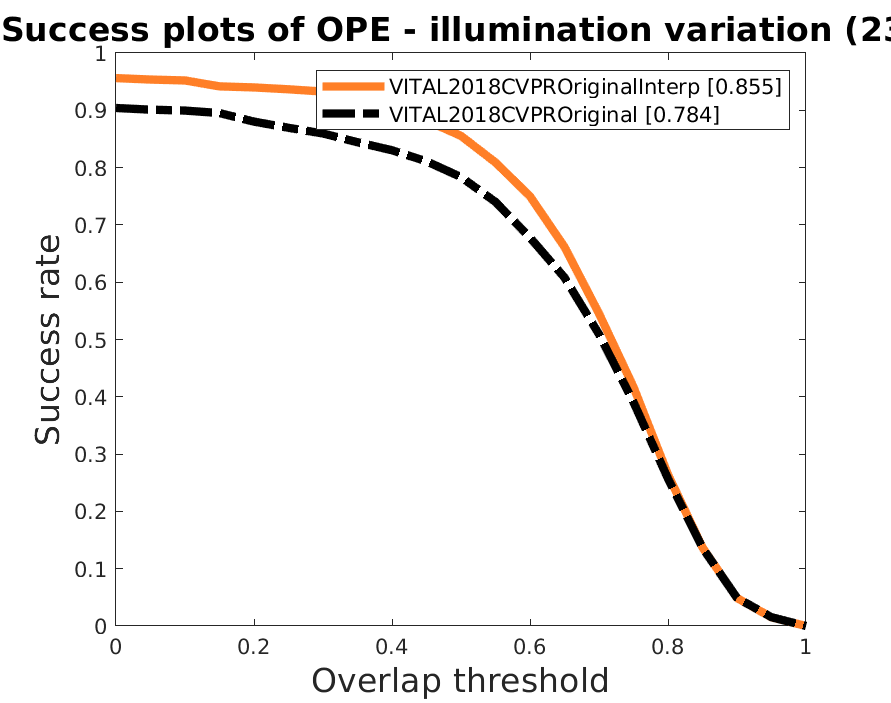 Success plots of OPE - illumination variation (23
VITAL2018CVPROriginalInterp [0.855]
VITAL2018CVPROriginal [0.784]
1
0.9
0.8
0.7
0.6
0.5
0.4
0.3
0.2
0.1
0
Success rate
0 0.2 0.4 0.6 0.8 1
Overlap threshold